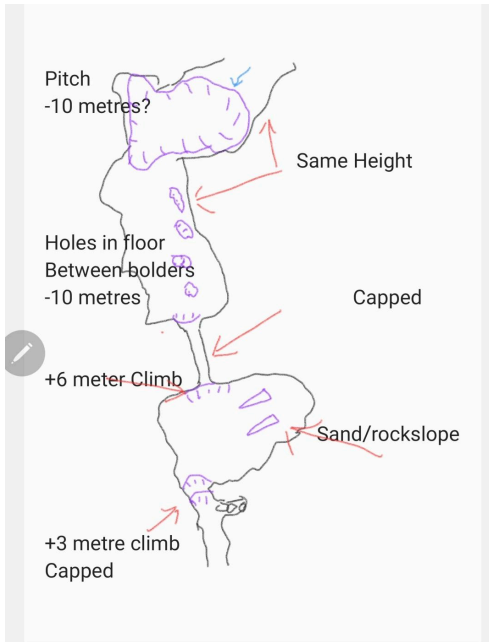 Pitch
-10 metres?
Same Height
Holes in floor
Between bolders
-10 metres
Capped
+6 meter Climb
Sand/rockslope
+3 metre climb
Capped